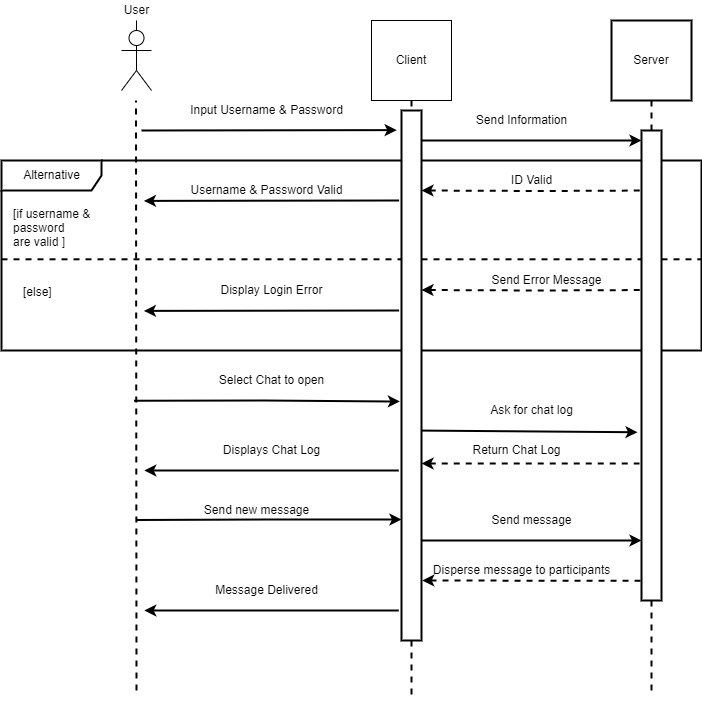 User
Client
Server
Input Username & Password
Send Information
Alternative
ID Valid
Username & Password Valid
[if username &
password
are valid ]
Send Error Message
[else]
Display Login Error
Select Chat to open
Ask for chat log
Displays Chat Log
Return Chat Log
Send new message
Send message
Disperse message to participants
Message Delivered